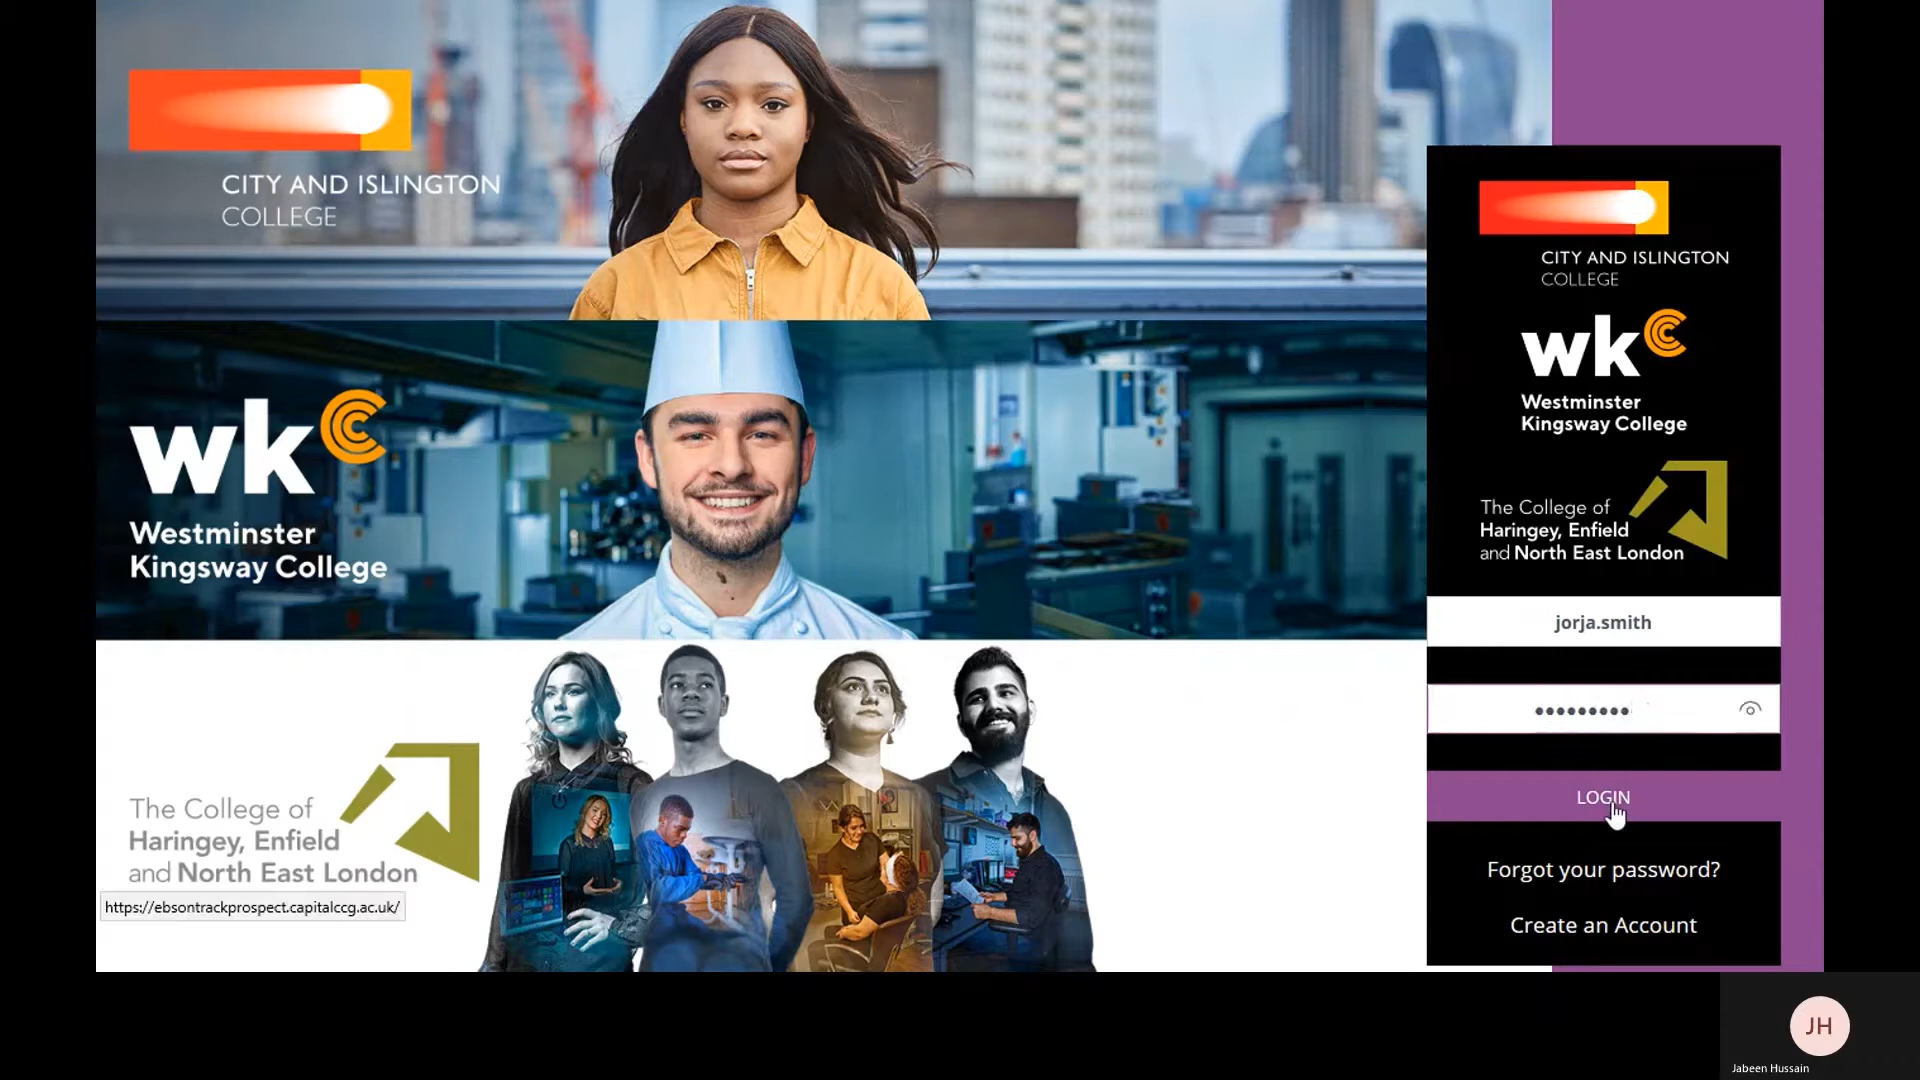 CITY AND ISLINGTON
COLLEGE
wkc
Westminster
Kingsway College
The College of
Haringey, Enfield
and North East London
https://ebsontrackprospect.capitalccg.ac.uk/
CITY AND ISLINGTON
COLLEGE
wkc
Westminster
Kingsway College
The College of
Haringey, Enfield
and North East London
jorja.smith
•••••••••
LOGIN
Forgot your password?
Create an Account
JH
Jabeen Hussain